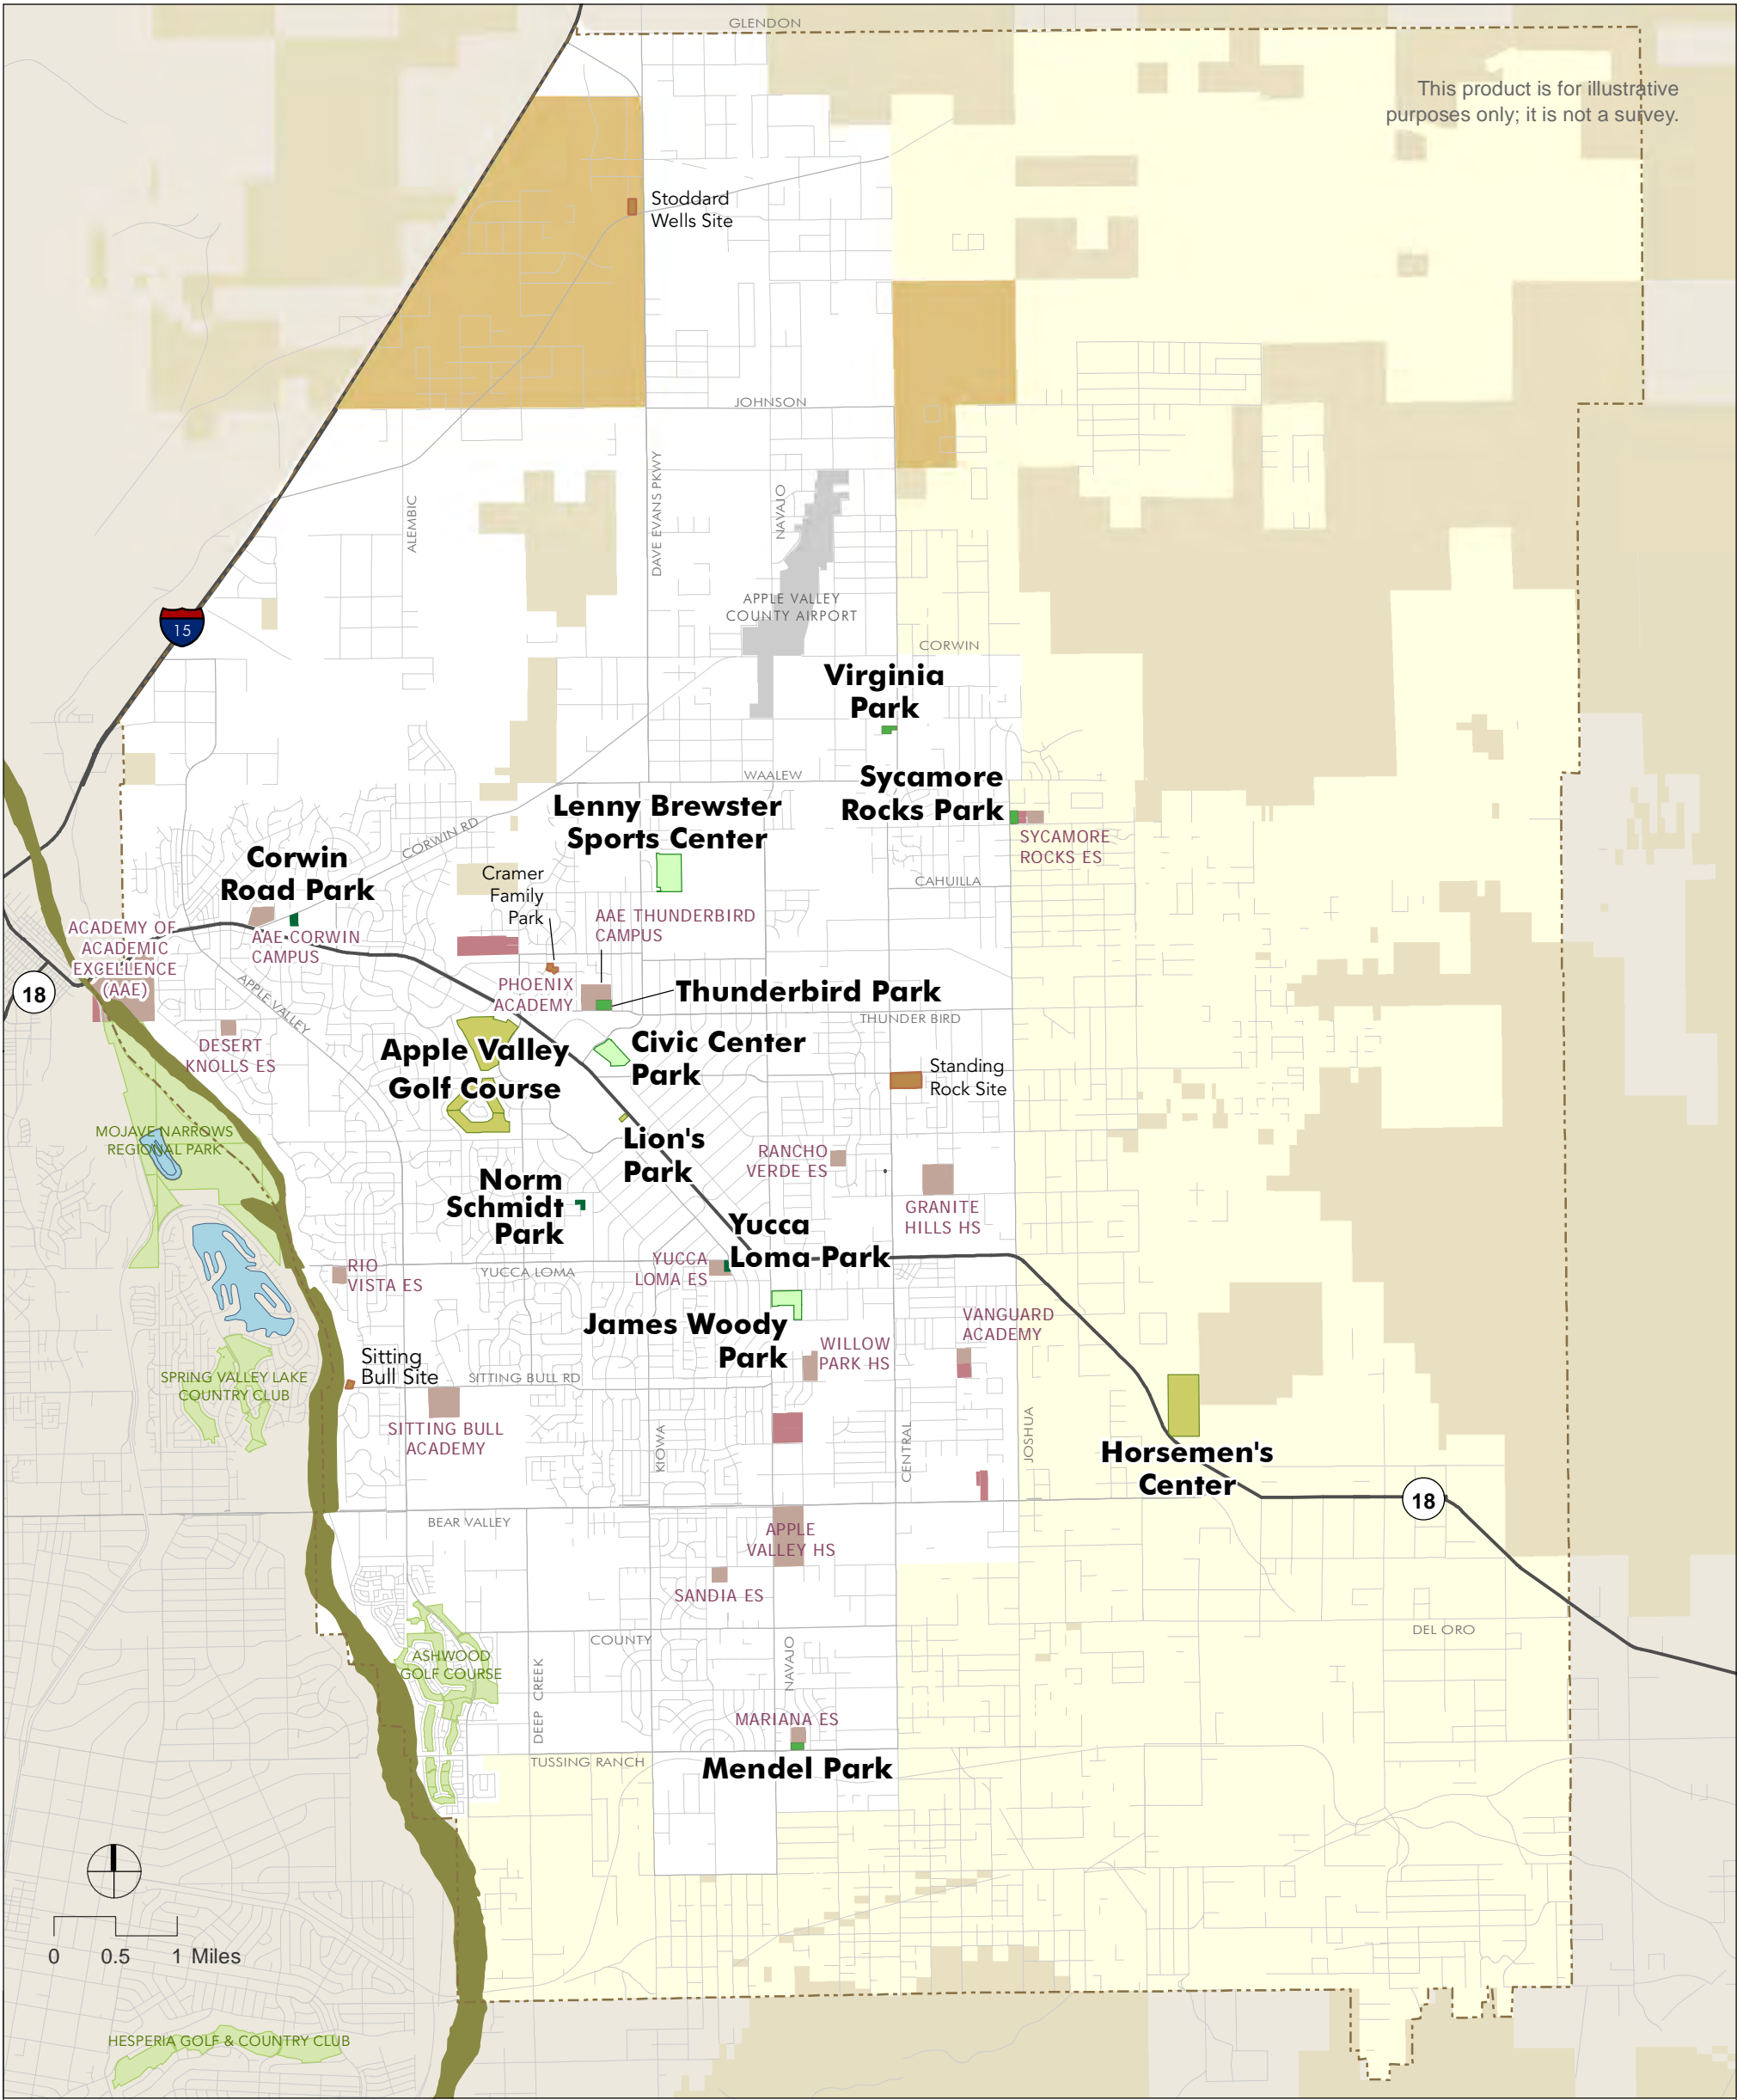 GLENDON
This product is for illustrative
purposes only; it is not a survey.
Stoddard
Wells Site
JOHNSON
DAVE EVANS PKWY
NAVAJO
ALEMBIC
APPLE VALLEY
COUNTY AIRPORT
15
CORWIN
Virginia
Park
WAALEW
Sycamore
Rocks Park
SYCAMORE
ROCKS ES
Lenny Brewster
Sports Center
CORWIN RD
Corwin
Road Park
Cramer
Family
Park
CAHUILLA
AAE THUNDERBIRD
CAMPUS
ACADEMY OF
ACADEMIC
EXCELLENCE
(AAE)
AAE CORWIN
CAMPUS
18
APPLE VALLEY
PHOENIX
ACADEMY
Thunderbird Park
THUNDER BIRD
DESERT
KNOLLS ES
Apple Valley
Golf Course
Civic Center
Park
Standing
Rock Site
MOJAVE NARROWS
REGIONAL PARK
Lion's
Park
RANCHO
VERDE ES
Norm
Schmidt
Park
GRANITE
HILLS HS
Yucca
Loma Park
YUCCA
LOMA ES
RIO
VISTA ES
YUCCA LOMA
James Woody
Park
VANGUARD
ACADEMY
WILLOW
PARK HS
Sitting
Bull Site
SITTING BULL RD
SPRING VALLEY LAKE
COUNTRY CLUB
SITTING BULL
ACADEMY
KIOWA
CENTRAL
JOSHUA
Horsemen's
Center
18
BEAR VALLEY
APPLE
VALLEY HS
SANDIA ES
COUNTY
DEL ORO
ASHWOOD
GOLF COURSE
DEEP CREEK
NAVAJO
MARIANA ES
TUSSING RANCH
Mendel Park
0 0.5 1 Miles
HESPERIA GOLF & COUNTRY CLUB